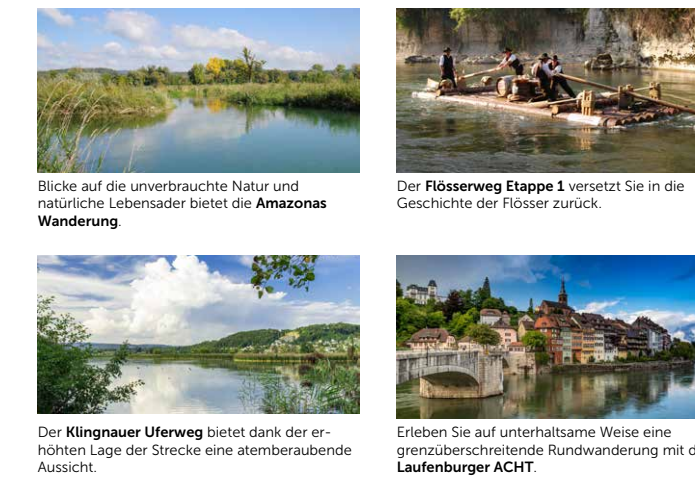 Blicke auf die unverbrauchte Natur und
natürliche Lebensader bietet die Amazonas
Wanderung.
Der Flösserweg Etappe 1 versetzt Sie in die
Geschichte der Flösser zurück.
Der Klingnauer Uferweg bietet dank der er-
höhten Lage der Strecke eine atemberaubende
Aussicht.
Erleben Sie auf unterhaltsame Weise eine
grenzüberschreitende Rundwanderung mit d
Laufenburger ACHT.